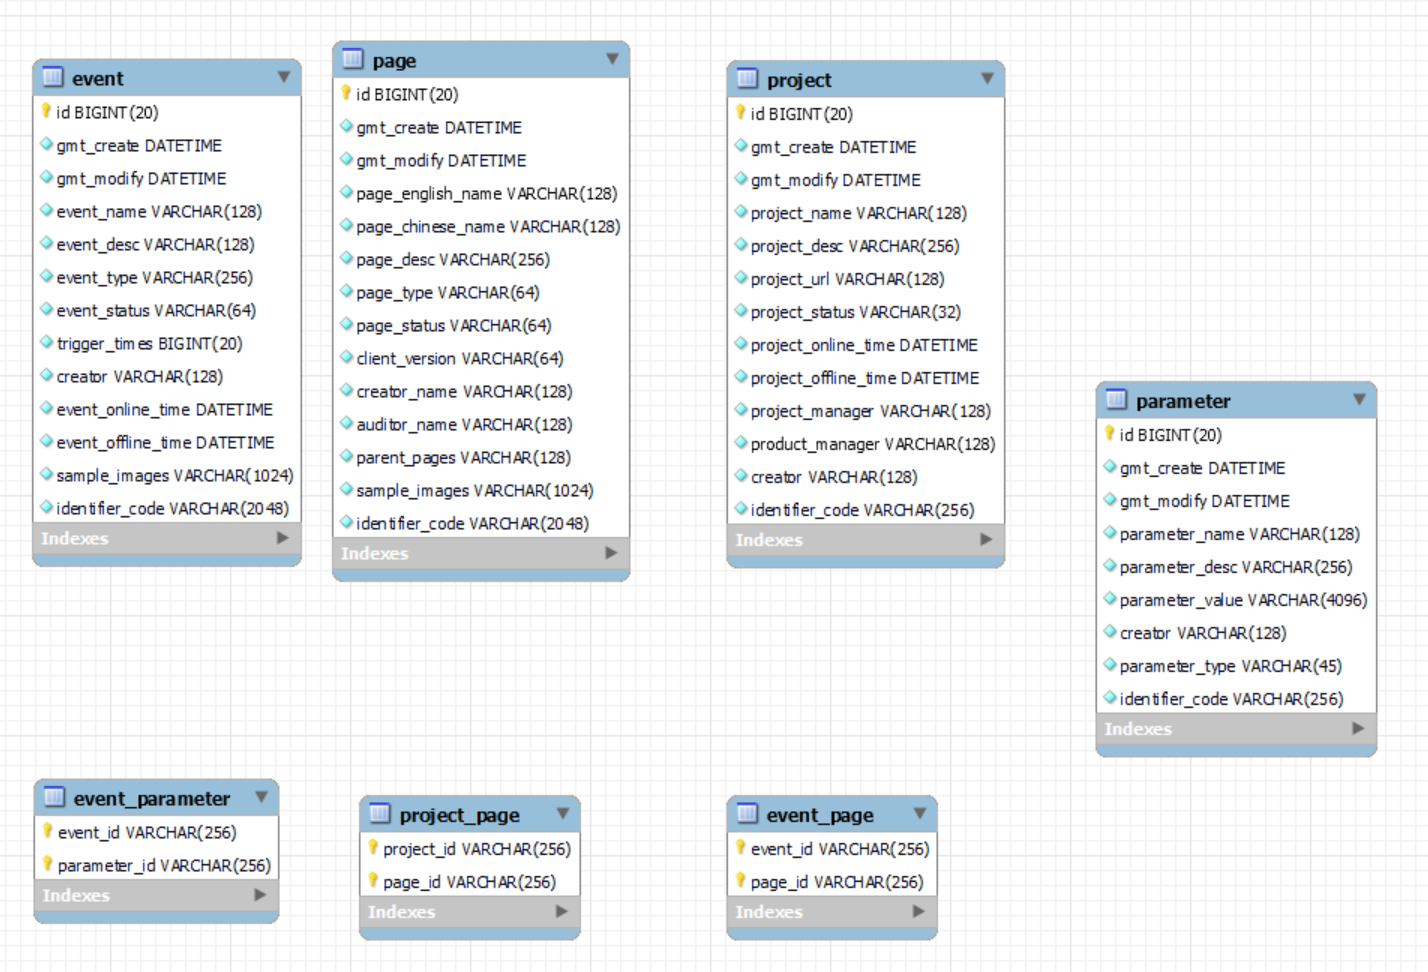 event
id BIGINT(20)
gmt_create DATETIME
gmt_modify DATETIME
event_name VARCHAR(128)
event_desc VARCHAR(128)
event_type VARCHAR(256)
event_status VARCHAR(64)
trigger_times BIGINT(20)
creator VARCHAR(128)
event_online_time DATETIME
event_offline_time DATETIME
sample_images VARCHAR(1024)
identifier_code VARCHAR(2048)
Indexes
page
id BIGINT(20)
gmt_create DATETIME
gmt_modify DATETIME
page_english_name VARCHAR(128)
page_chinese_name VARCHAR(128)
page_desc VARCHAR(256)
page_type VARCHAR(64)
page_status VARCHAR(64)
client_version VARCHAR(64)
creator_name VARCHAR(128)
auditor_name VARCHAR(128)
parent_pages VARCHAR(128)
sample_images VARCHAR(1024)
identifier_code VARCHAR(2048)
Indexes
project
id BIGINT(20)
gmt_create DATETIME
gmt_modify DATETIME
project_name VARCHAR(128)
project_desc VARCHAR(256)
project_url VARCHAR(128)
project_status VARCHAR(32)
project_online_time DATETIME
project_offline_time DATETIME
project_manager VARCHAR(128)
product_manager VARCHAR(128)
creator VARCHAR(128)
identifier_code VARCHAR(256)
Indexes
parameter
id BIGINT(20)
gmt_create DATETIME
gmt_modify DATETIME
parameter_name VARCHAR(128)
parameter_desc VARCHAR(256)
parameter_value VARCHAR(4096)
creator VARCHAR(128)
parameter_type VARCHAR(45)
identifier_code VARCHAR(256)
Indexes
event_parameter
event_id VARCHAR(256)
parameter_id VARCHAR(256)
Indexes
project_page
project_id VARCHAR(256)
page_id VARCHAR(256)
Indexes
event_page
event_id VARCHAR(256)
page_id VARCHAR(256)
Indexes